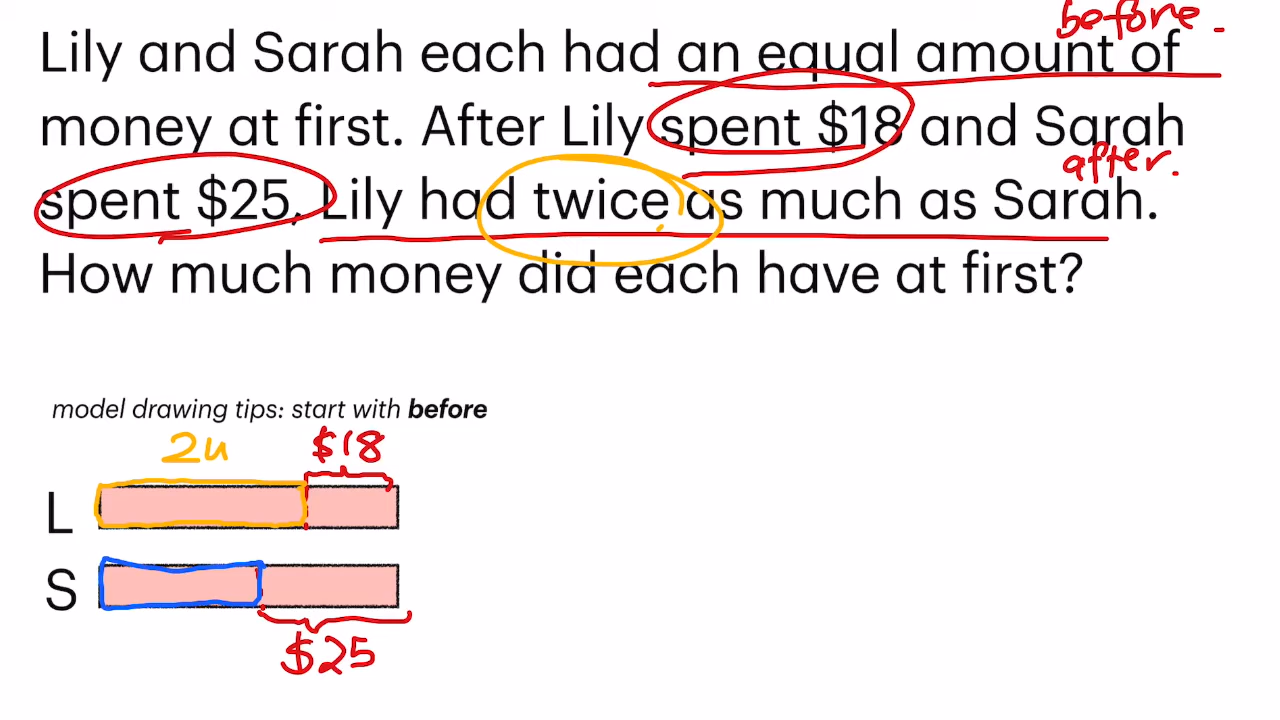 before.
Lily and Sarah each had an equal amount of
money at first. After Lily spent $18 and Sarah
after.
spent $25, Lily had twice as much as Sarah.
How much money did each have at first?
model drawing tips: start with before
2u $18
L
S
$25